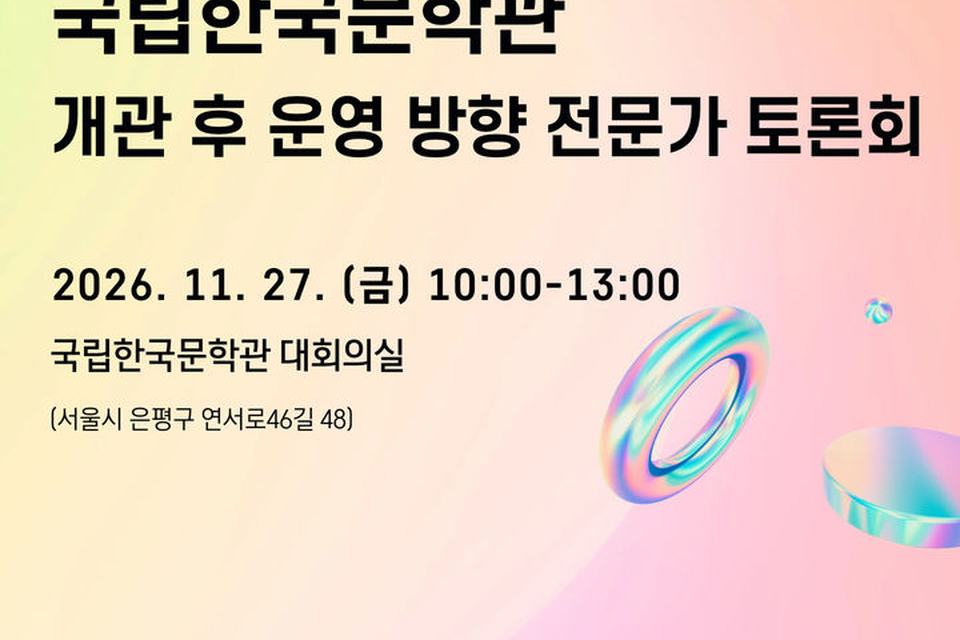 국립한국문학관
개관 후 운영 방향 전문가 토론회
2026. 11. 27. (금) 10:00-13:00
국립한국문학관 대회의실
(서울시 은평구 연서로46길 48)